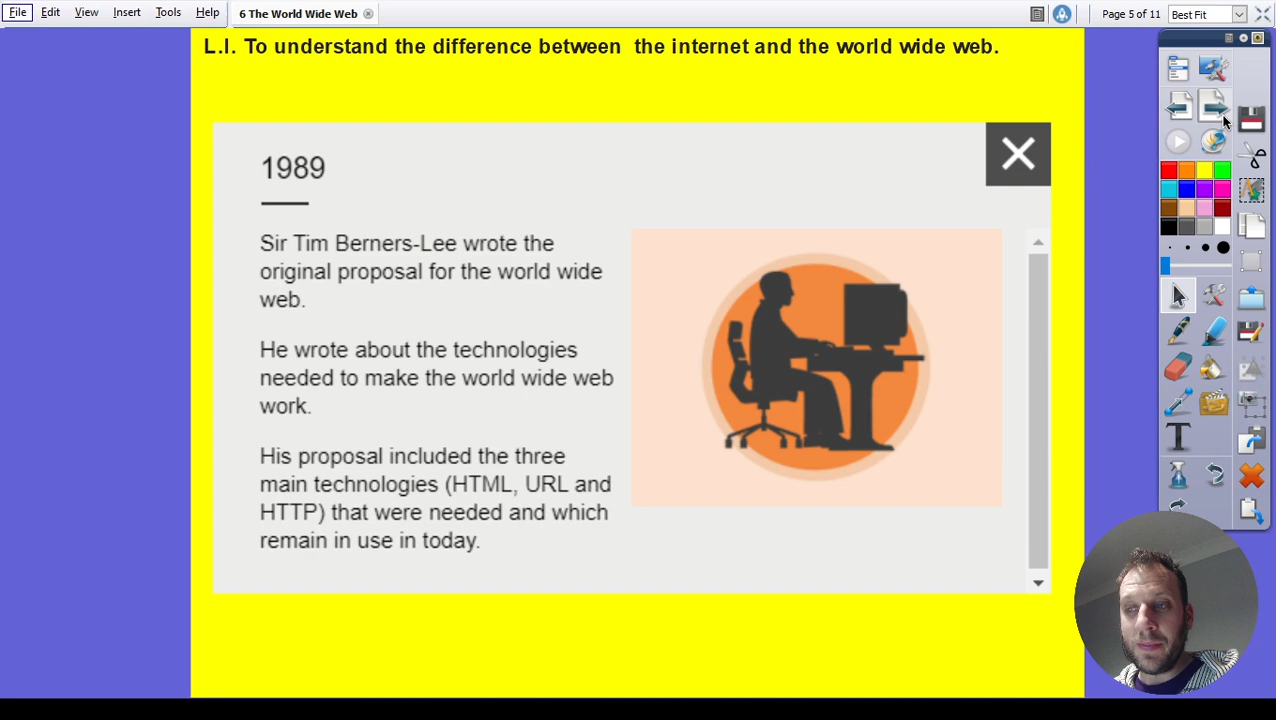 File Edit View Insert Tools Help 6 The World Wide Web Page 5 of 11 Best Fit
L.I. To understand the difference between the internet and the world wide web.
1989
Sir Tim Berners-Lee wrote the
original proposal for the world wide
web.
He wrote about the technologies
needed to make the world wide web
work.
His proposal included the three
main technologies (HTML, URL and
HTTP) that were needed and which
remain in use in today.